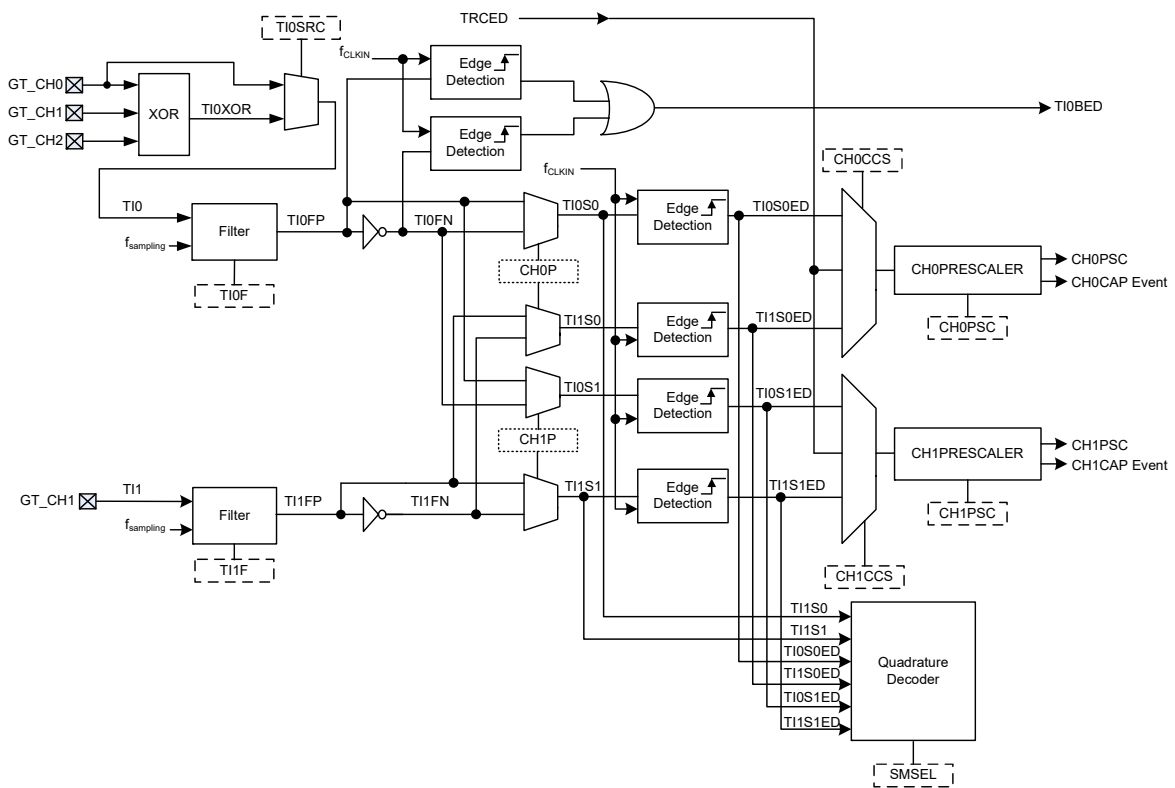 TRCED
TI0SRC
fCLKIN
Edge
Detection
GT_CH0
XOR
TI0XOR
GT_CH1
GT_CH2
TI0BED
Edge
Detection
CH0CCS
fCLKIN
TI0
Filter
TI0FP
TI0FN
TI0S0
Edge
Detection
TI0S0ED
fsampling
CH0P
CH0PRESCALER
CH0PSC
CH0CAP Event
TI0F
CH0PSC
TI1S0
Edge
Detection
TI1S0ED
TI0S1
Edge
Detection
TI0S1ED
CH1P
CH1PRESCALER
CH1PSC
CH1CAP Event
GT_CH1
TI1
Filter
TI1FP
TI1FN
TI1S1
Edge
Detection
TI1S1ED
CH1PSC
fsampling
TI1F
CH1CCS
TI1S0
TI1S1
TI0S0ED
TI1S0ED
TI0S1ED
TI1S1ED
Quadrature
Decoder
SMSEL